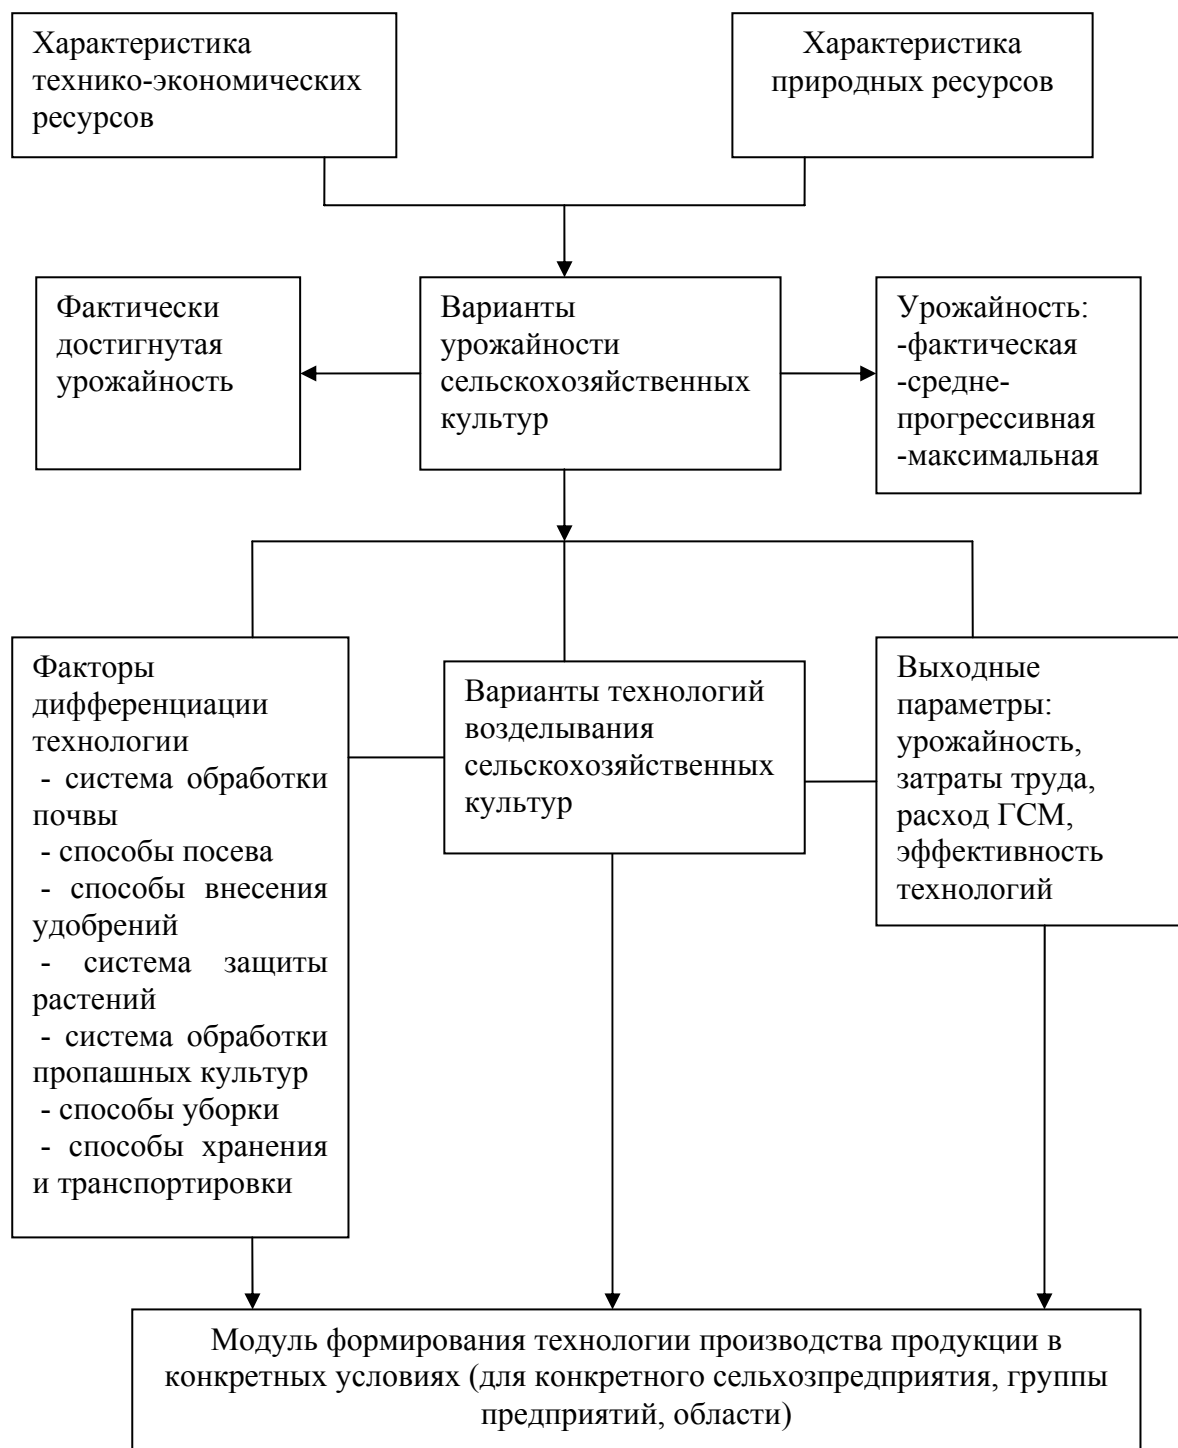 Характеристика
технико-экономических
ресурсов
Характеристика
природных ресурсов
Фактически
достигнутая
урожайность
Варианты
урожайности
сельскохозяйственных
культур
Урожайность:
-фактическая
-средне-
прогрессивная
-максимальная
Факторы
дифференциации
технологии
- система обработки
почвы
- способы посева
- способы внесения
удобрений
- система защиты
растений
- система обработки
пропашных культур
- способы уборки
- способы хранения
и транспортировки
Варианты технологий
возделывания
сельскохозяйственных
культур
Выходные
параметры:
урожайность,
затраты труда,
расход ГСМ,
эффективность
технологий
Модуль формирования технологии производства продукции в
конкретных условиях (для конкретного сельхозпредприятия, группы
предприятий, области)